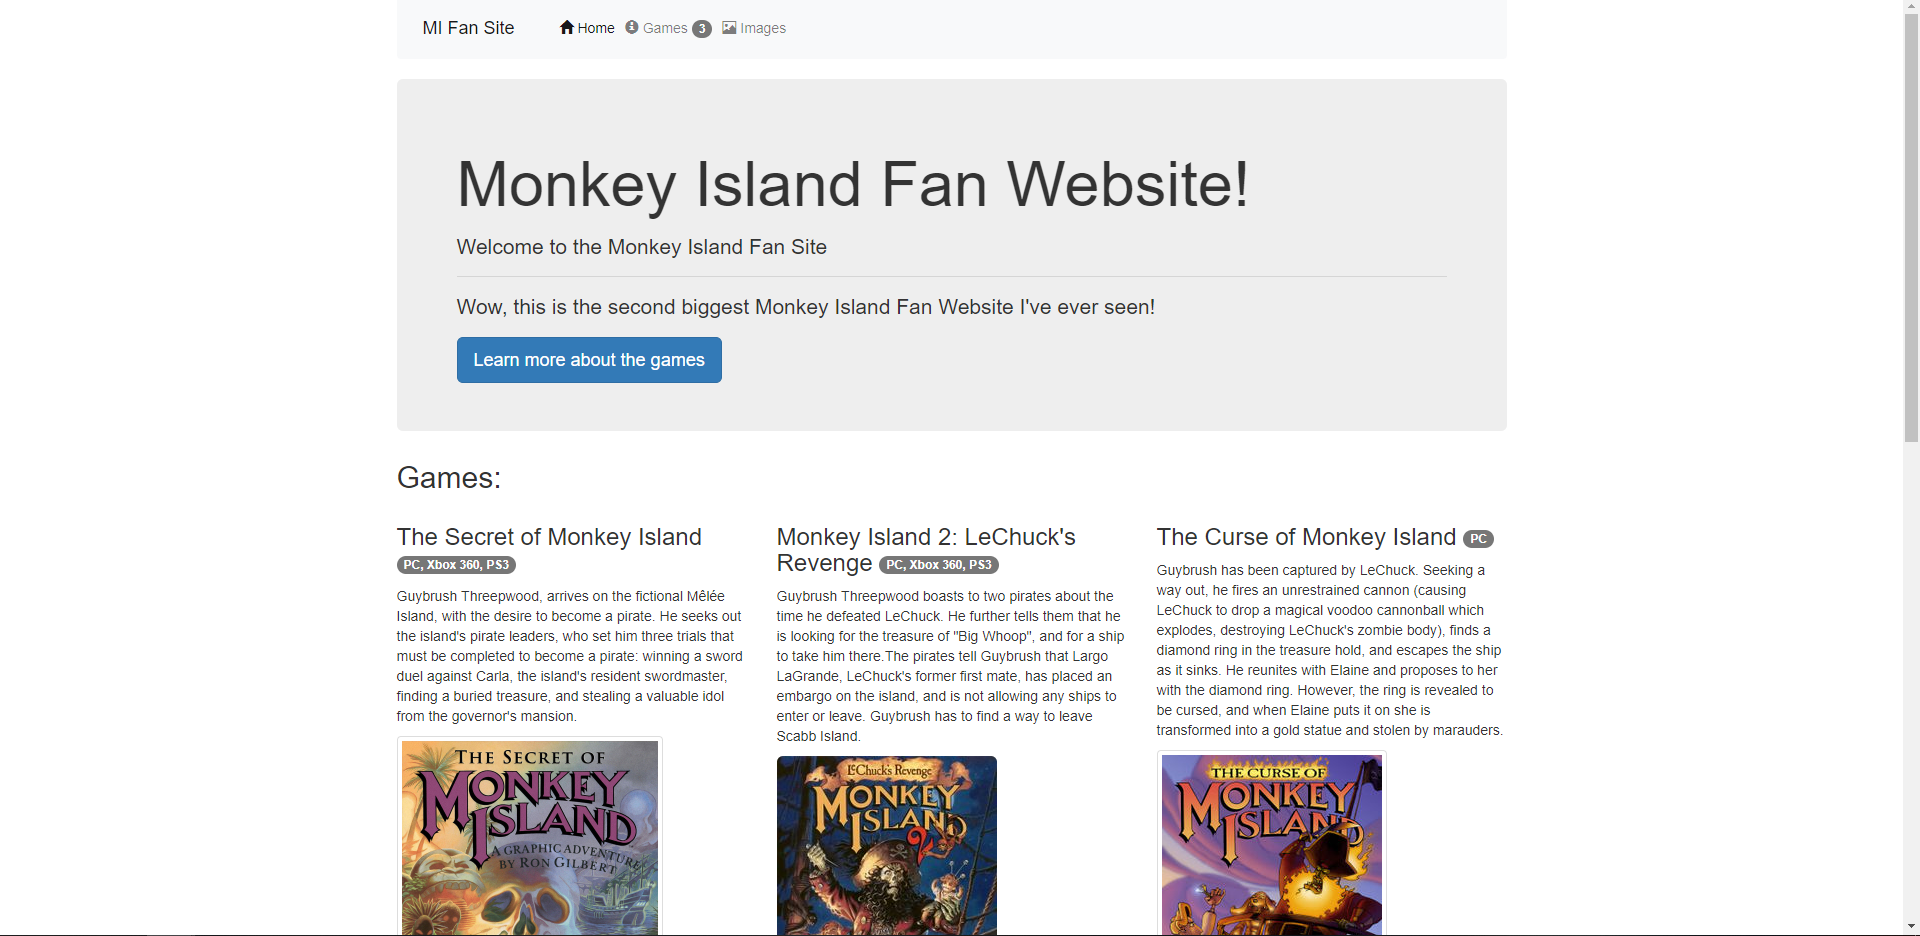 MI Fan Site Home Games 3 Images
Monkey Island Fan Website!
Welcome to the Monkey Island Fan Site
Wow, this is the second biggest Monkey Island Fan Website I've ever seen!
Learn more about the games
Games:
The Secret of Monkey Island
PC, Xbox 360, PS3
Guybrush Threepwood, arrives on the fictional Mêlée
Island, with the desire to become a pirate. He seeks out
the island's pirate leaders, who set him three trials that
must be completed to become a pirate: winning a sword
duel against Carla, the island's resident swordmaster,
finding a buried treasure, and stealing a valuable idol
from the governor's mansion.
THE SECRET OF
MONKEY
ISLAND
A GRAPHIC ADVENTURE
BY RON GILBERT
Monkey Island 2: LeChuck's
Revenge PC, Xbox 360, PS3
Guybrush Threepwood boasts to two pirates about the
time he defeated LeChuck. He further tells them that he
is looking for the treasure of "Big Whoop", and for a ship
to take him there.The pirates tell Guybrush that Largo
LaGrande, LeChuck's former first mate, has placed an
embargo on the island, and is not allowing any ships to
enter or leave. Guybrush has to find a way to leave
Scabb Island.
LeChuck's Revenge
MONKEY
ISLAND
2
The Curse of Monkey Island PC
Guybrush has been captured by LeChuck. Seeking a
way out, he fires an unrestrained cannon (causing
LeChuck to drop a magical voodoo cannonball which
explodes, destroying LeChuck's zombie body), finds a
diamond ring in the treasure hold, and escapes the ship
as it sinks. He reunites with Elaine and proposes to her
with the diamond ring. However, the ring is revealed to
be cursed, and when Elaine puts it on she is
transformed into a gold statue and stolen by marauders.
THE CURSE OF
MONKEY
ISLAND